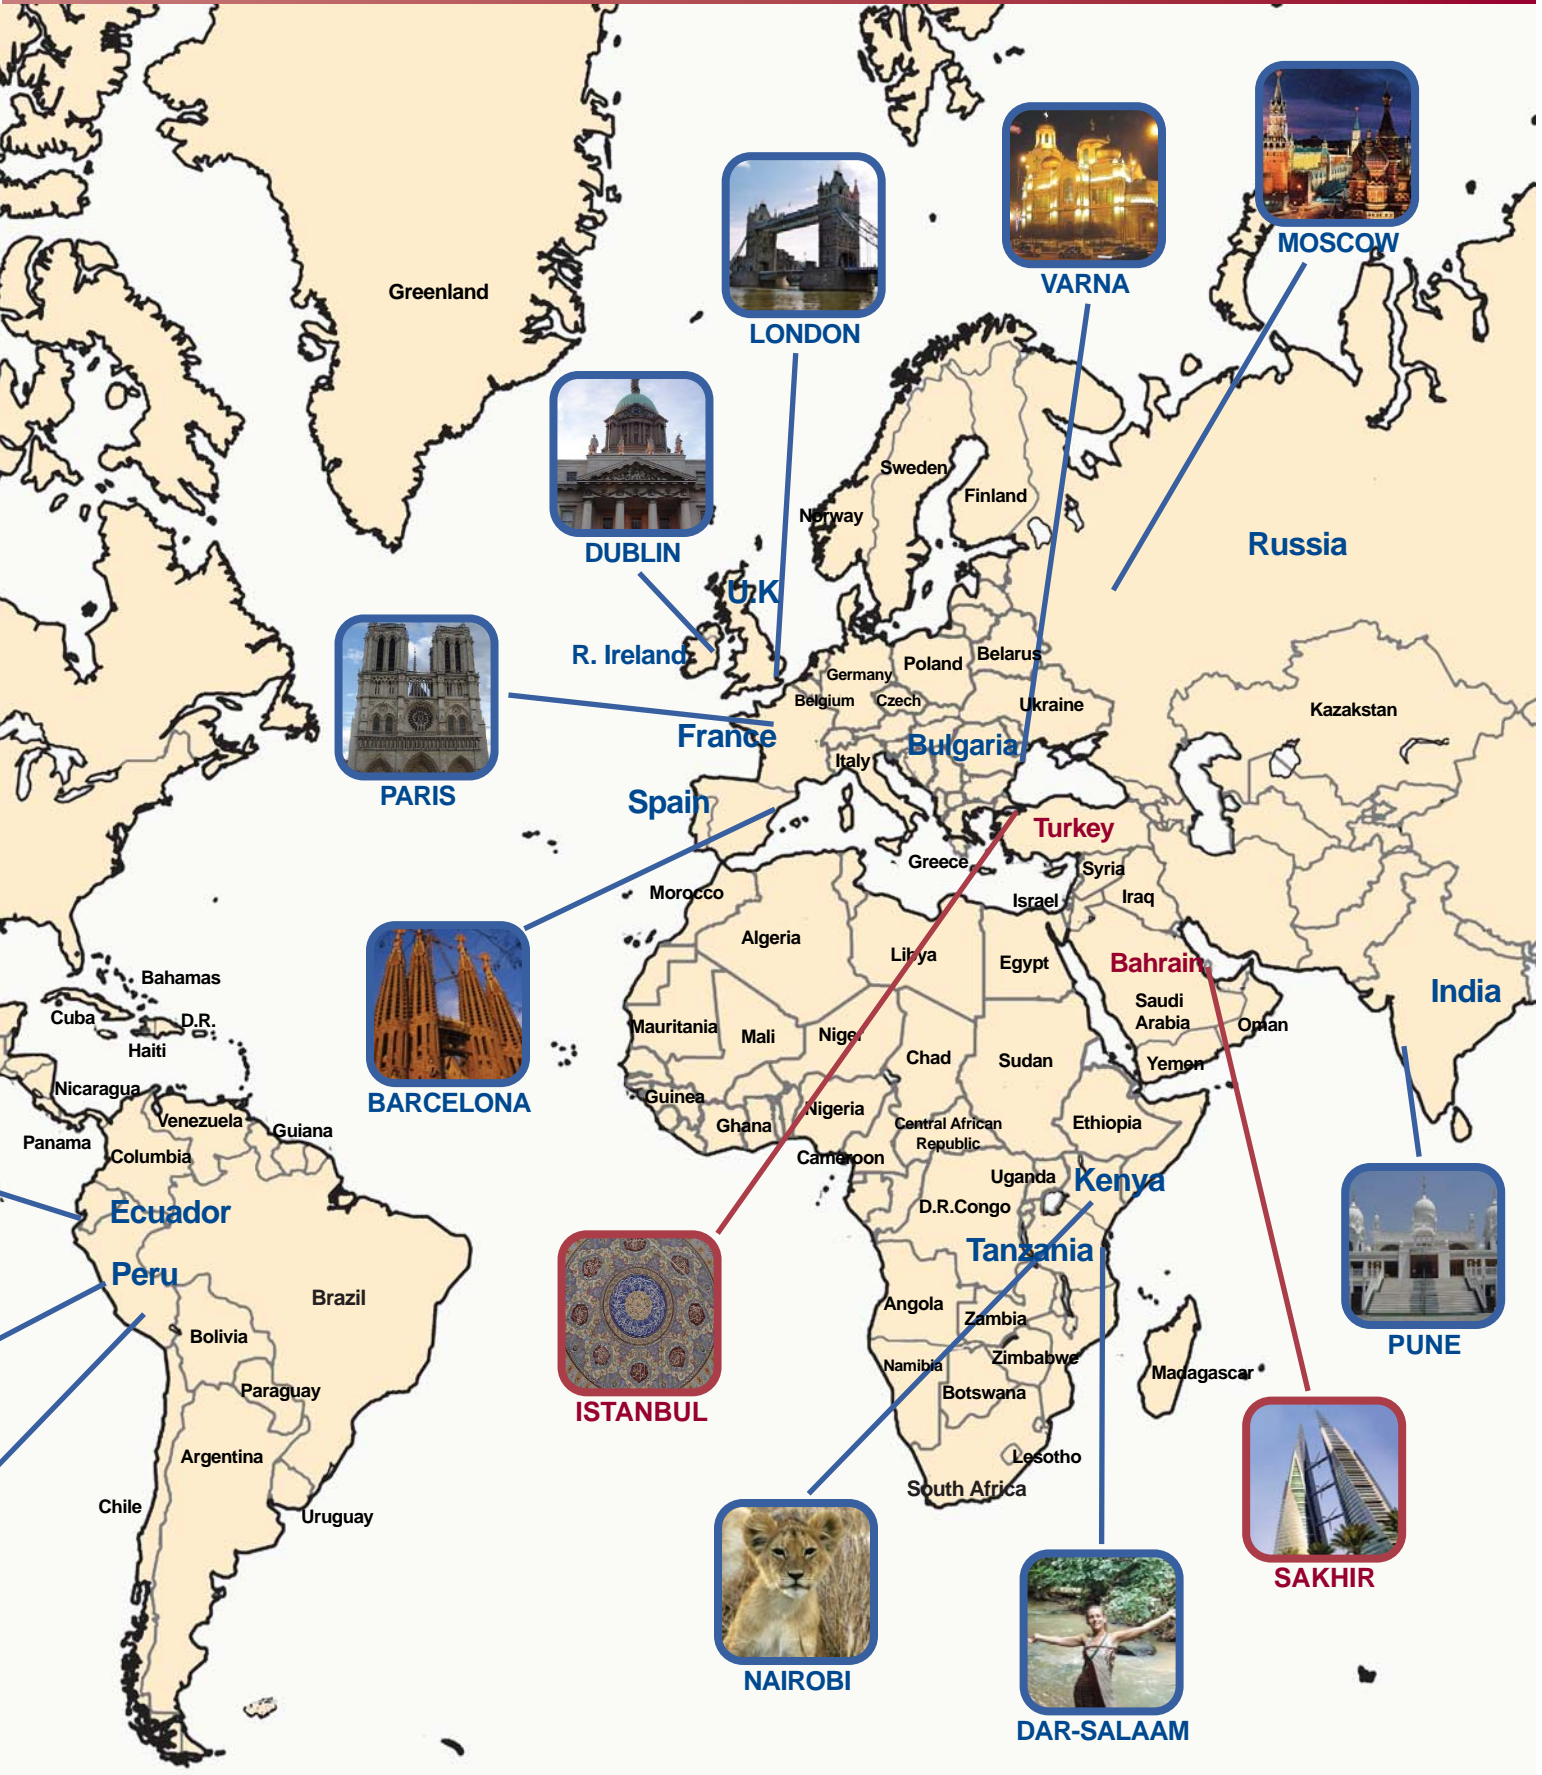 MOSCOW
VARNA
Greenland
LONDON
Sweden
Finland
Norway
Russia
DUBLIN
U.K
R. Ireland
Belarus
Poland
Germany
Belgium
Czech
Ukraine
Kazakstan
France
Bulgaria
Italy
PARIS
Spain
Turkey
Greece
Syria
Morocco
Israel
Iraq
Algeria
Libya
Egypt
Bahrain
Bahamas
India
Saudi
Arabia
Cuba
D.R.
Oman
Mauritania
Mali
Niger
Haiti
Chad
Sudan
Yemen
Nicaragua
Guinea
BARCELONA
Nigeria
Venezuela
Ghana
Central African
Republic
Ethiopia
Guiana
Panama
Columbia
Cameroon
Uganda
Kenya
D.R.Congo
Ecuador
Tanzania
Peru
Brazil
Angola
Zambia
Bolivia
PUNE
Zimbabwe
Namibia
Madagascar
Paraguay
Botswana
ISTANBUL
Argentina
Lesotho
South Africa
Chile
Uruguay
SAKHIR
NAIROBI
DAR-SALAAM